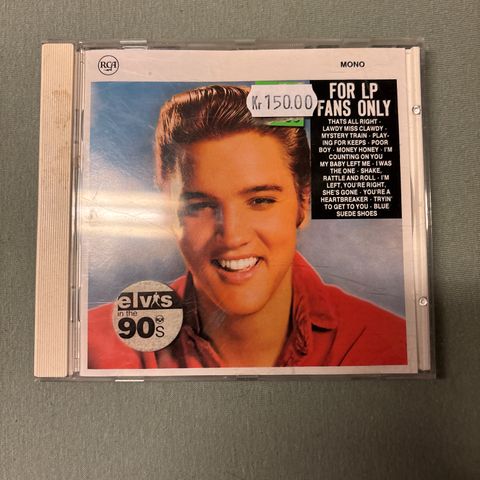 RCA
MONO
Kr 150.00
FOR LP
FANS ONLY
THATS ALL RIGHT -
LAWDY MISS CLAWDY -
MYSTERY TRAIN - PLAY-
ING FOR KEEPS - POOR
BOY - MONEY HONEY - I'M
COUNTING ON YOU
MY BABY LEFT ME - I WAS
THE ONE - SHAKE,
RATTLE AND ROLL - I'M
LEFT, YOU'RE RIGHT,
SHE'S GONE - YOU'RE A
HEARTBREAKER - TRYIN'
TO GET TO YOU - BLUE
SUEDE SHOES
elvis
in the
90s